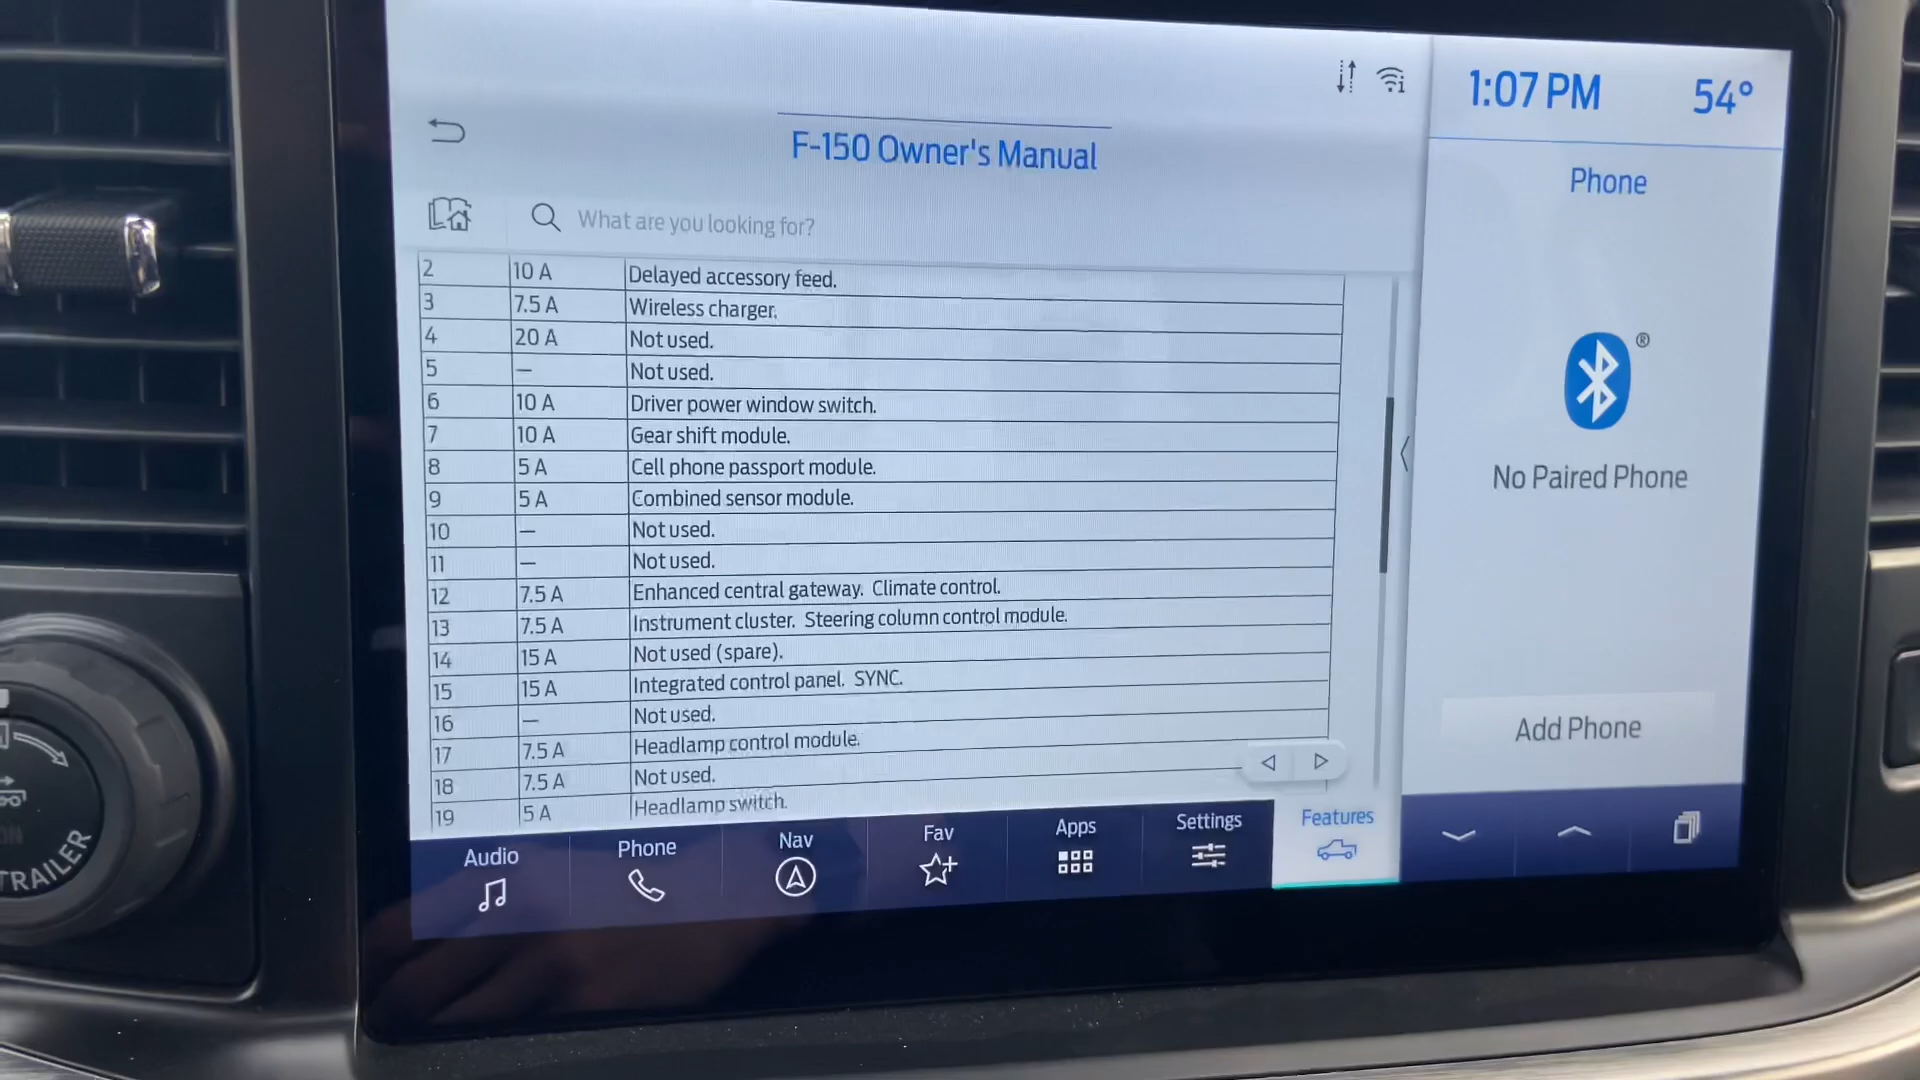 1:07 PM 54°
F-150 Owner's Manual
Phone
What are you looking for?
2 10 A Delayed accessory feed.
3 7.5 A Wireless charger.
4 20 A Not used.
5 — Not used.
6 10 A Driver power window switch.
7 10 A Gear shift module.
8 5 A Cell phone passport module.
9 5 A Combined sensor module.
10 — Not used.
11 — Not used.
12 7.5 A Enhanced central gateway. Climate control.
13 7.5 A Instrument cluster. Steering column control module.
14 15 A Not used (spare).
15 15 A Integrated control panel. SYNC.
16 — Not used.
17 7.5 A Headlamp control module.
18 7.5 A Not used.
19 5 A Headlamp switch.
®
No Paired Phone
Add Phone
Audio Phone Nav Fav Apps Settings Features
TRAILER